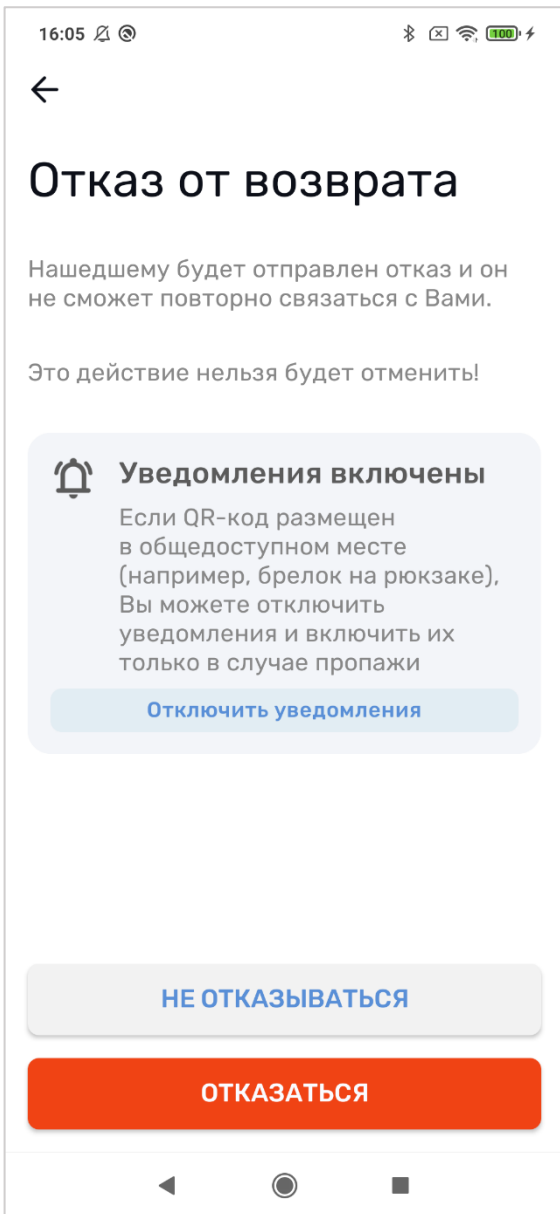 16:05
100
Отказ от возврата
Нашедшему будет отправлен отказ и он
не сможет повторно связаться с Вами.
Это действие нельзя будет отменить!
Уведомления включены
Если QR-код размещен
в общедоступном месте
(например, брелок на рюкзаке),
Вы можете отключить
уведомления и включить их
только в случае пропажи
Отключить уведомления
НЕ ОТКАЗЫВАТЬСЯ
ОТКАЗАТЬСЯ